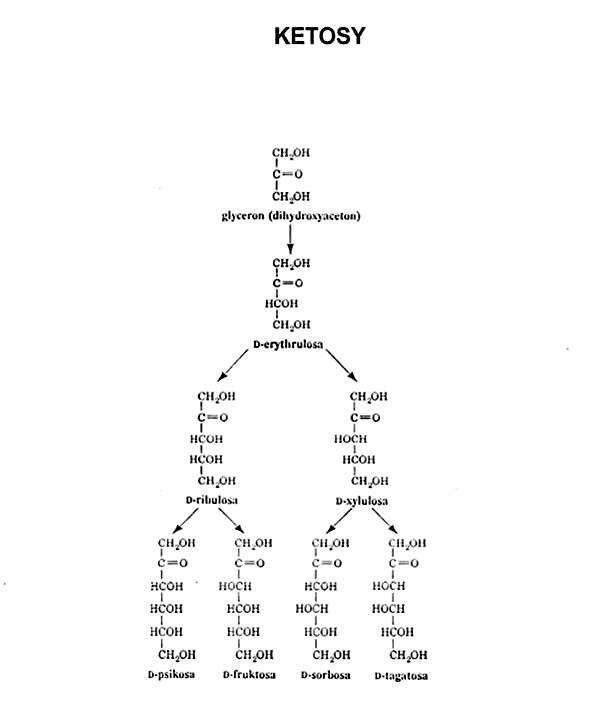 KETOSY
CH₂OH
C=O
CH₂OH
glyceron (dihydroxyaceton)
CH₂OH
C=O
HCOH
CH₂OH
D-erythrulosa
CH₂OH
C=O
HCOH
HCOH
CH₂OH
D-ribulosa
CH₂OH
C=O
HOCH
HCOH
CH₂OH
D-xylulosa
CH₂OH
C=O
HCOH
HCOH
HCOH
CH₂OH
D-psikosa
CH₂OH
C=O
HOCH
HCOH
HCOH
CH₂OH
D-fruktosa
CH₂OH
C=O
HCOH
HOCH
HCOH
CH₂OH
D-sorbosa
CH₂OH
C=O
HOCH
HOCH
HCOH
CH₂OH
D-tagatosa